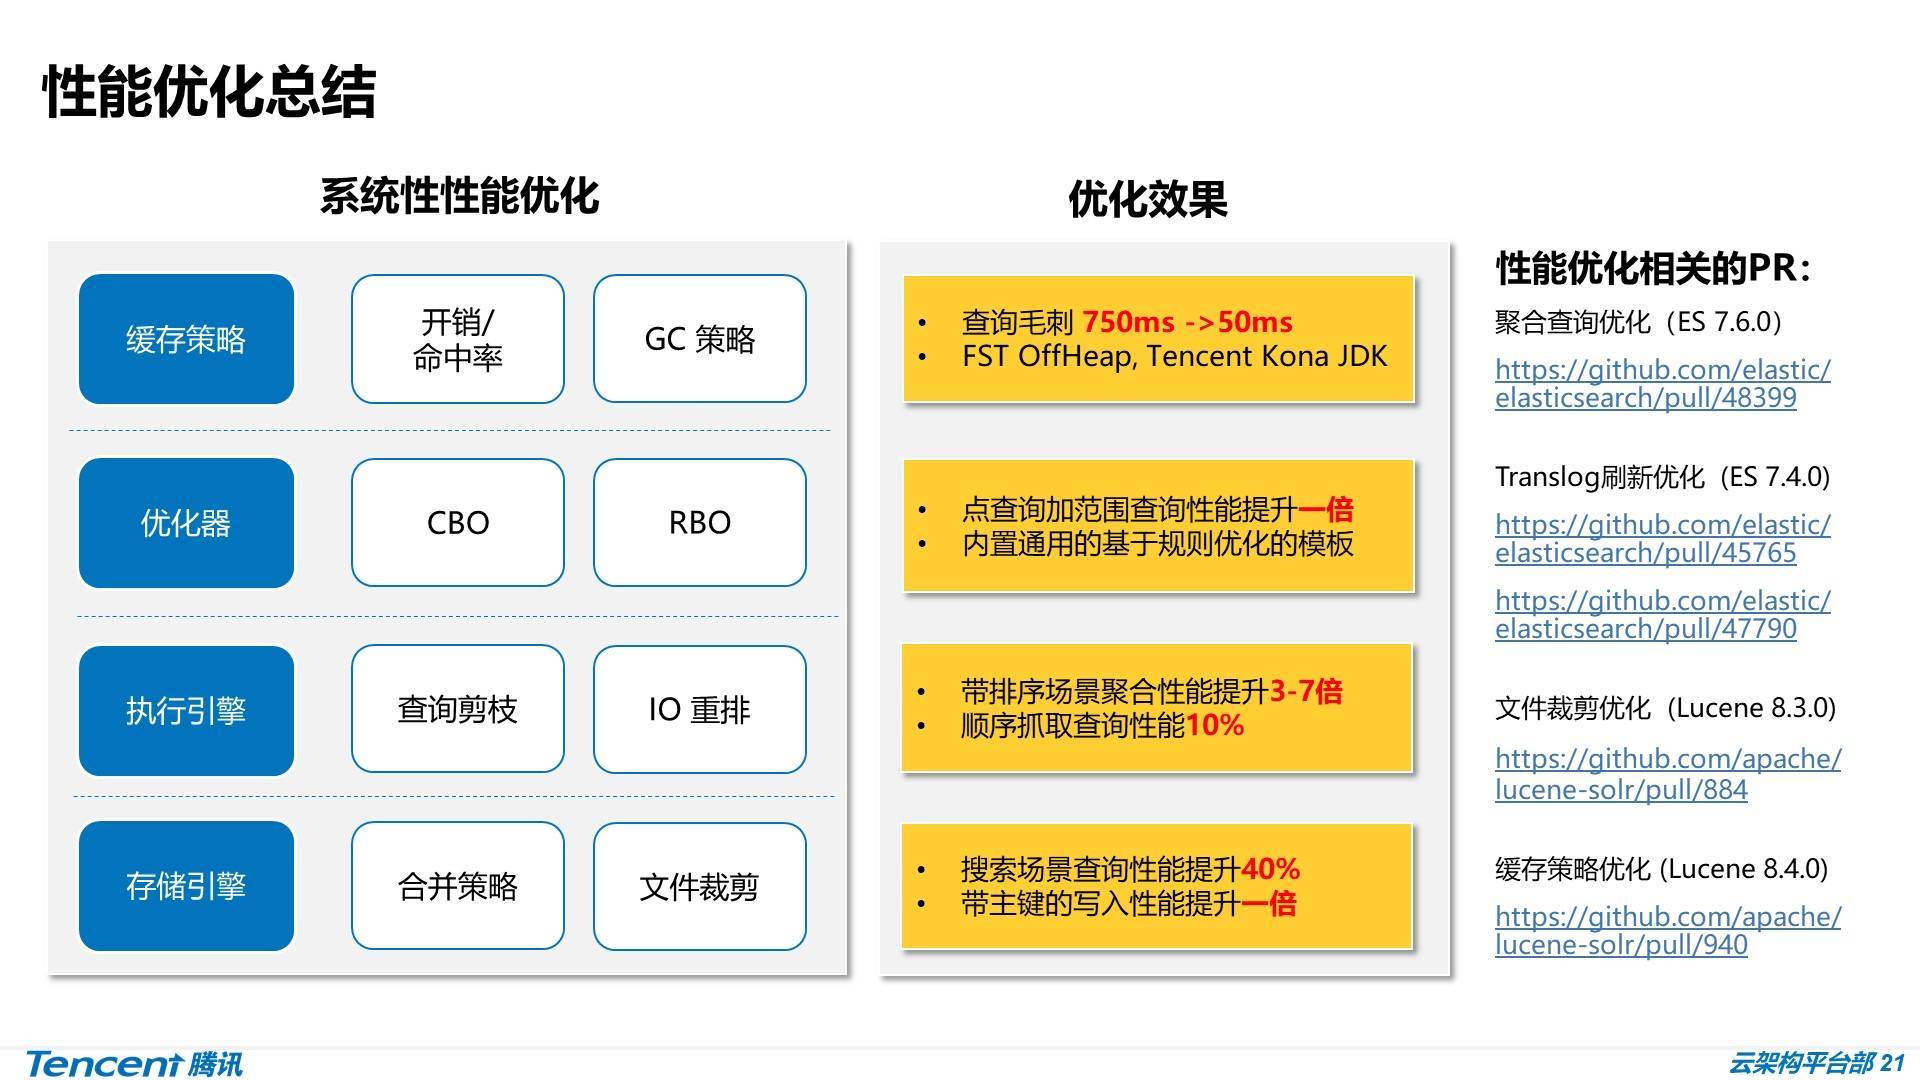 性能优化总结
系统性性能优化
缓存策略
开销/
命中率
GC 策略
优化器
CBO
RBO
执行引擎
查询剪枝
IO 重排
存储引擎
合并策略
文件裁剪
优化效果
• 查询毛刺 750ms ->50ms
• FST OffHeap, Tencent Kona JDK
• 点查询加范围查询性能提升一倍
• 内置通用的基于规则优化的模板
• 带排序场景聚合性能提升3-7倍
• 顺序抓取查询性能10%
• 搜索场景查询性能提升40%
• 带主键的写入性能提升一倍
性能优化相关的PR：
聚合查询优化（ES 7.6.0）
https://github.com/elastic/
elasticsearch/pull/48399
Translog刷新优化 (ES 7.4.0)
https://github.com/elastic/
elasticsearch/pull/45765
https://github.com/elastic/
elasticsearch/pull/47790
文件裁剪优化 (Lucene 8.3.0)
https://github.com/apache/
lucene-solr/pull/884
缓存策略优化 (Lucene 8.4.0)
https://github.com/apache/
lucene-solr/pull/940
Tencent 腾讯
云架构平台部 21